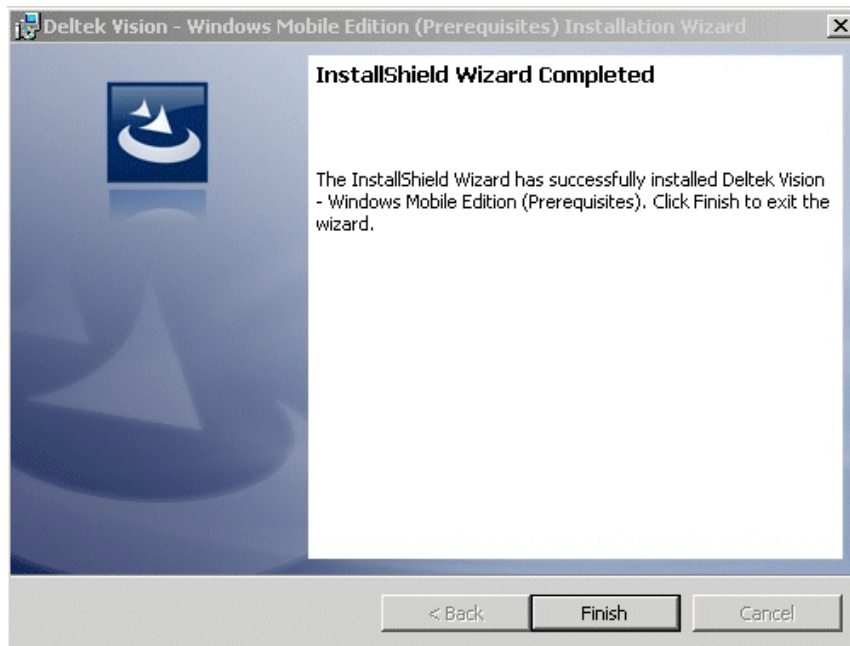 Deltek Vision - Windows Mobile Edition (Prerequisites) Installation Wizard
InstallShield Wizard Completed
The InstallShield Wizard has successfully installed Deltek Vision
- Windows Mobile Edition (Prerequisites). Click Finish to exit the
wizard.
< Back Finish Cancel